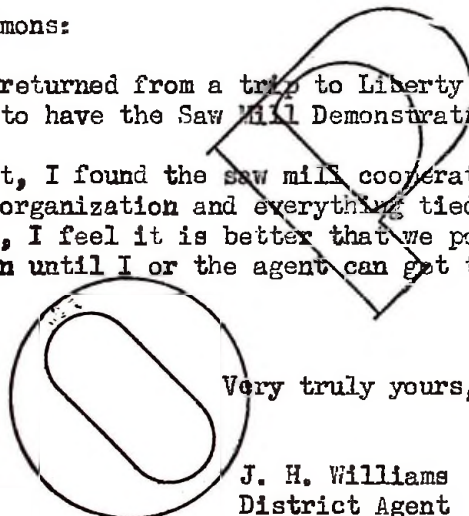 mons:
returned from a trip to Liberty
to have the Saw Mill Demonstrat
t, I found the saw mill cooperat
organization and everything tied
, I feel it is better that we po
n until I or the agent can get t
Very truly yours,
J. H. Williams
District Agent